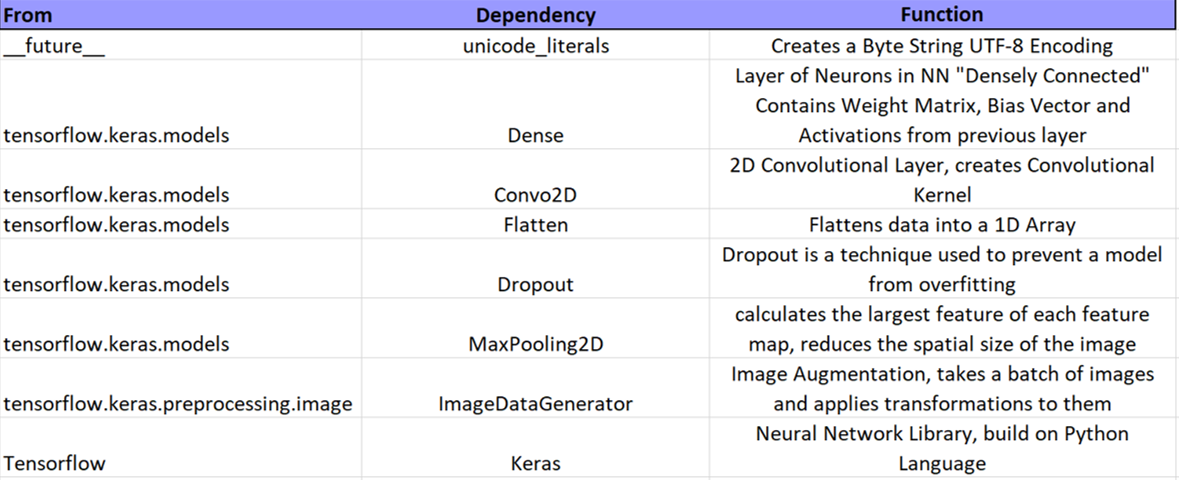 From Dependency Function
__future__ unicode_literals Creates a Byte String UTF-8 Encoding
Layer of Neurons in NN "Densely Connected"
Contains Weight Matrix, Bias Vector and
tensorflow.keras.models Dense Activations from previous layer
2D Convolutional Layer, creates Convolutional
tensorflow.keras.models Convo2D Kernel
tensorflow.keras.models Flatten Flattens data into a 1D Array
Dropout is a technique used to prevent a model
tensorflow.keras.models Dropout from overfitting
calculates the largest feature of each feature
tensorflow.keras.models MaxPooling2D map, reduces the spatial size of the image
Image Augmentation, takes a batch of images
tensorflow.keras.preprocessing.image ImageDataGenerator and applies transformations to them
Neural Network Library, build on Python
Tensorflow Keras Language